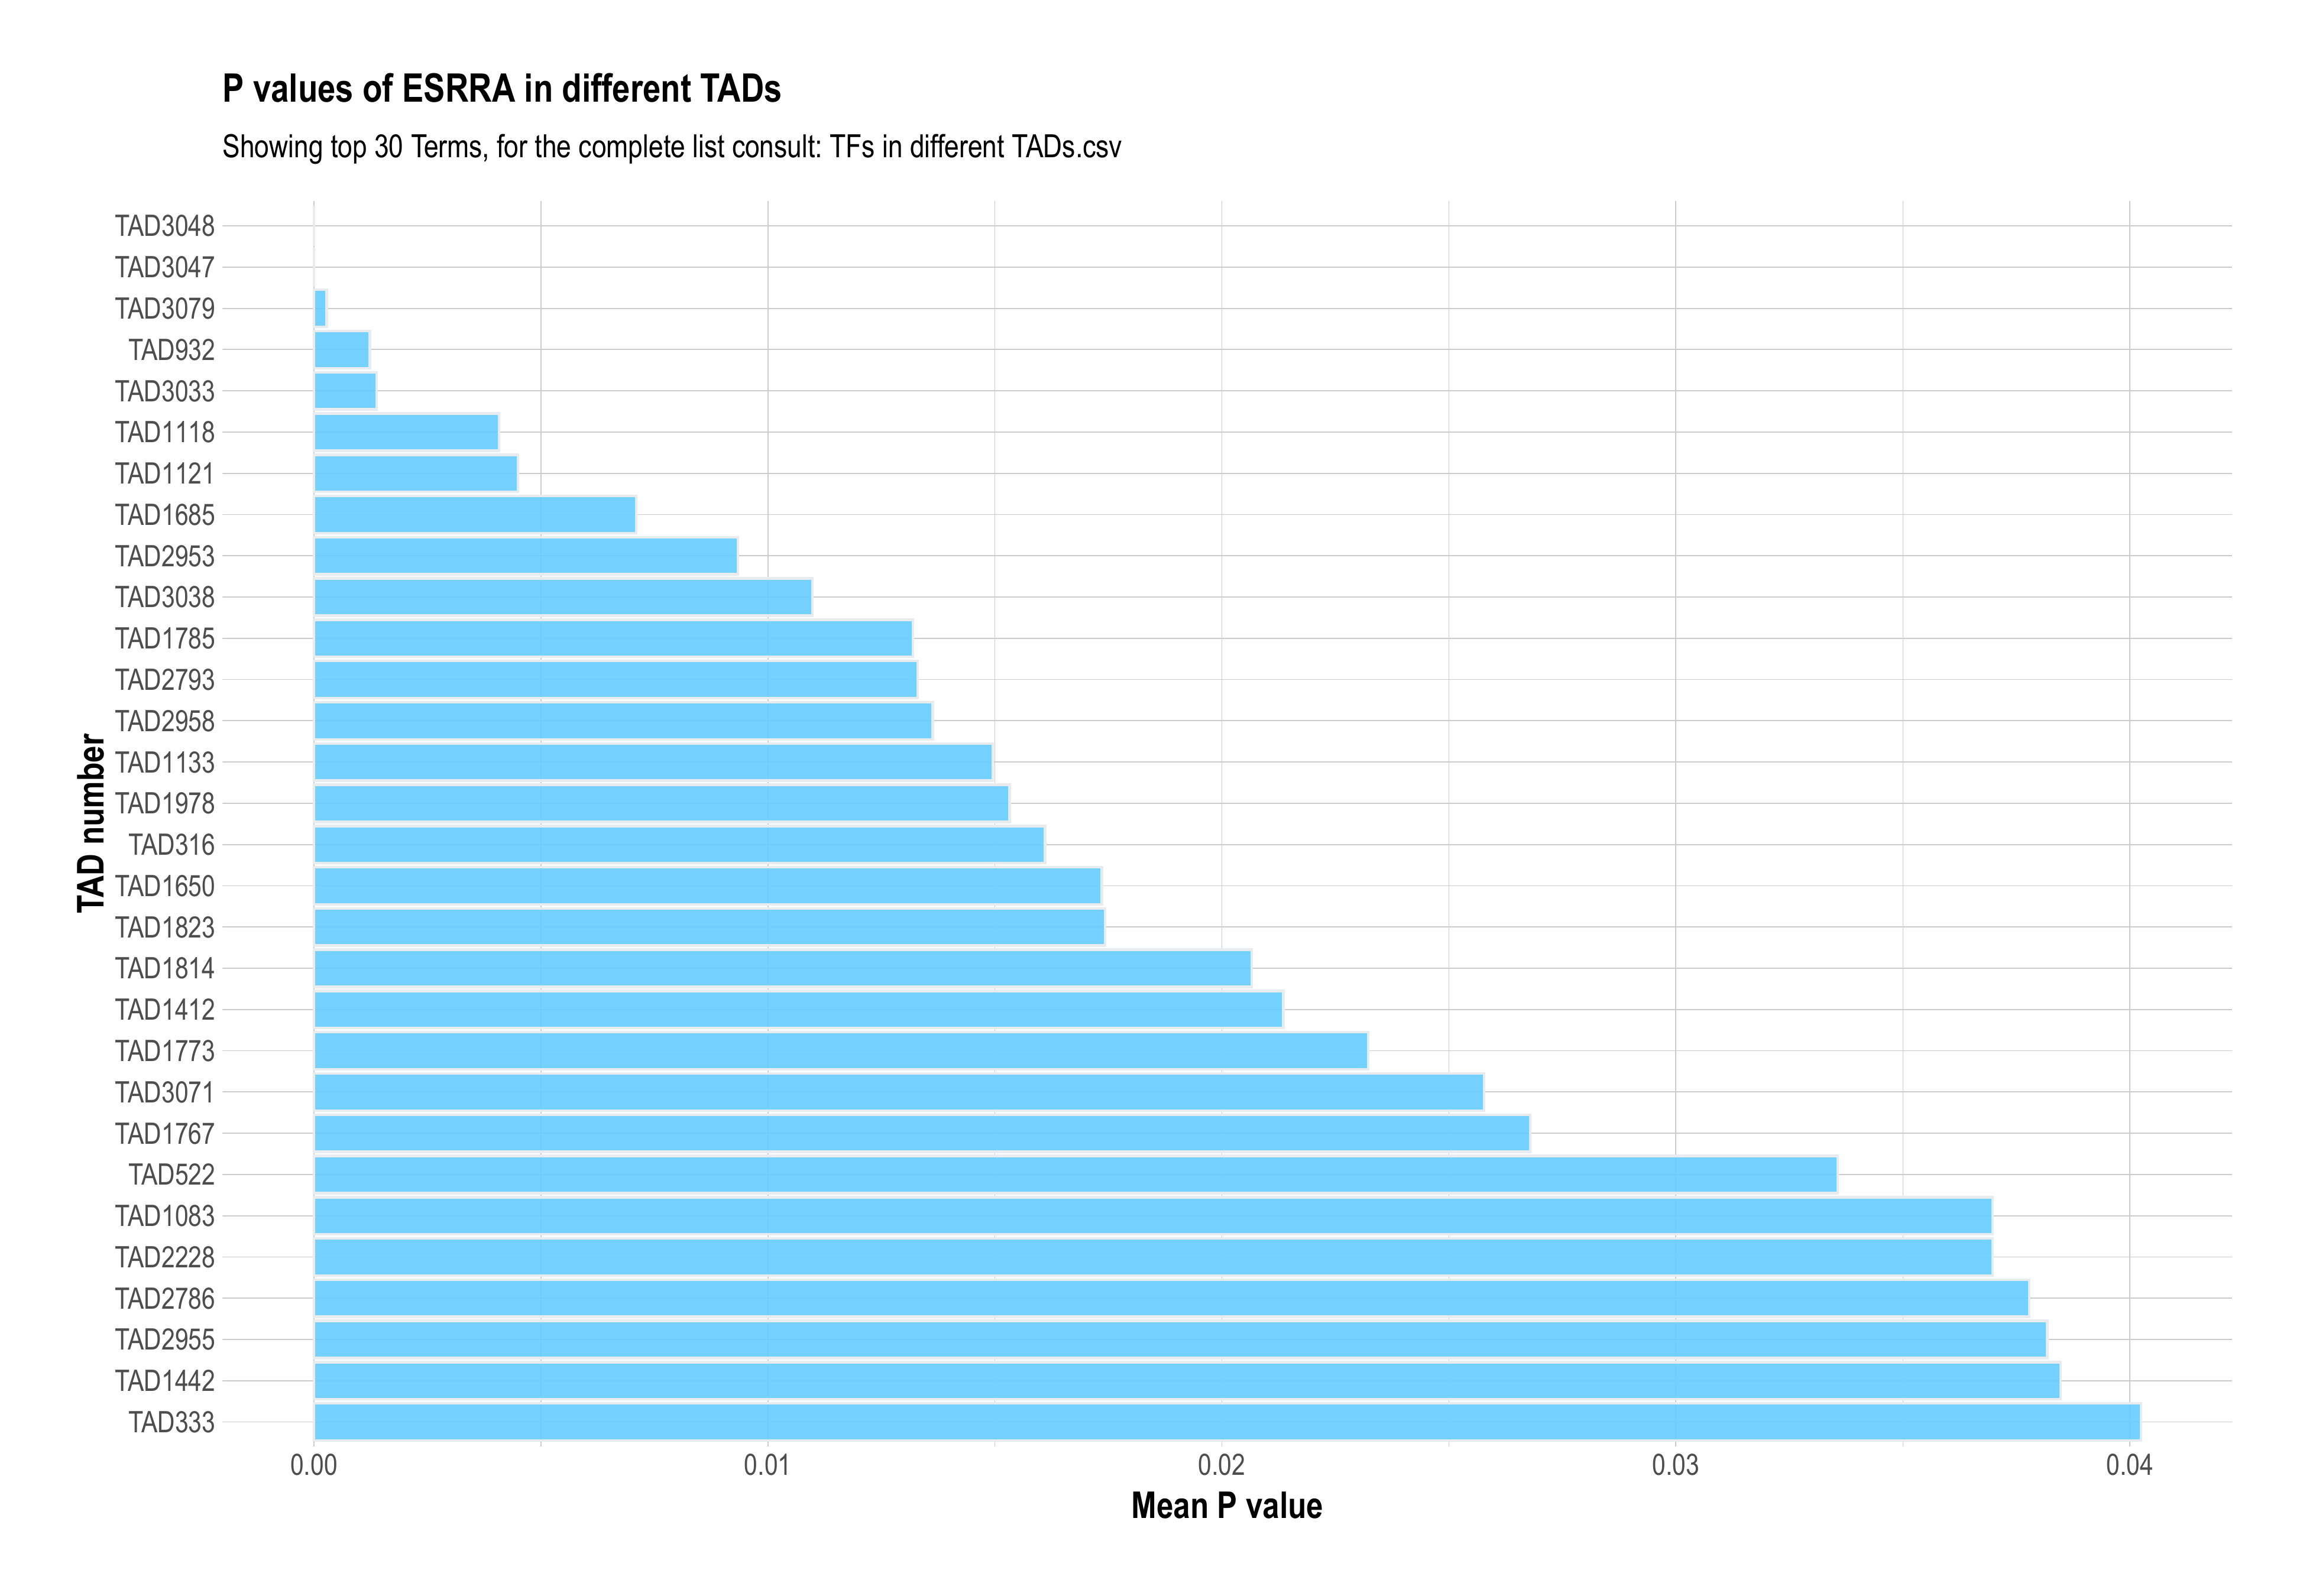 P values of ESRRA in different TADs
Showing top 30 Terms, for the complete list consult: TFs in different TADs.csv
TAD number
TAD3048
TAD3047
TAD3079
TAD932
TAD3033
TAD1118
TAD1121
TAD1685
TAD2953
TAD3038
TAD1785
TAD2793
TAD2958
TAD1133
TAD1978
TAD316
TAD1650
TAD1823
TAD1814
TAD1412
TAD1773
TAD3071
TAD1767
TAD522
TAD1083
TAD2228
TAD2786
TAD2955
TAD1442
TAD333
0.00 0.01 0.02 0.03 0.04
Mean P value